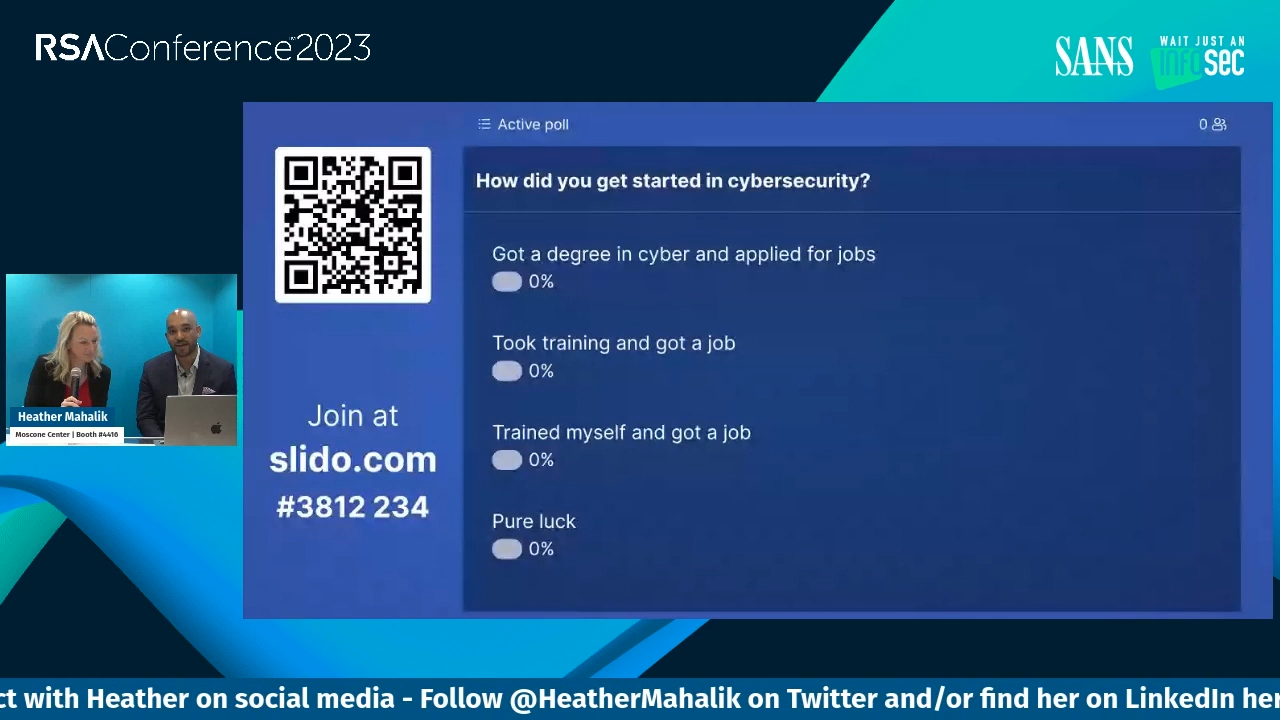 RSAConference™2023
SANS
WAIT JUST AN
INFOSEC
Active poll
0
How did you get started in cybersecurity?
Got a degree in cyber and applied for jobs
0%
Took training and got a job
0%
Trained myself and got a job
0%
Pure luck
0%
Join at
slido.com
#3812 234
Heather Mahalik
Moscone Center | Booth #4416
ct with Heather on social media - Follow @HeatherMahalik on Twitter and/or find her on LinkedIn her